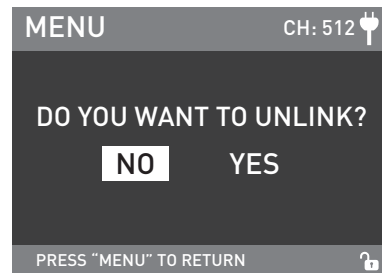 MENU CH: 512
DO YOU WANT TO UNLINK?
NO YES
PRESS “MENU” TO RETURN